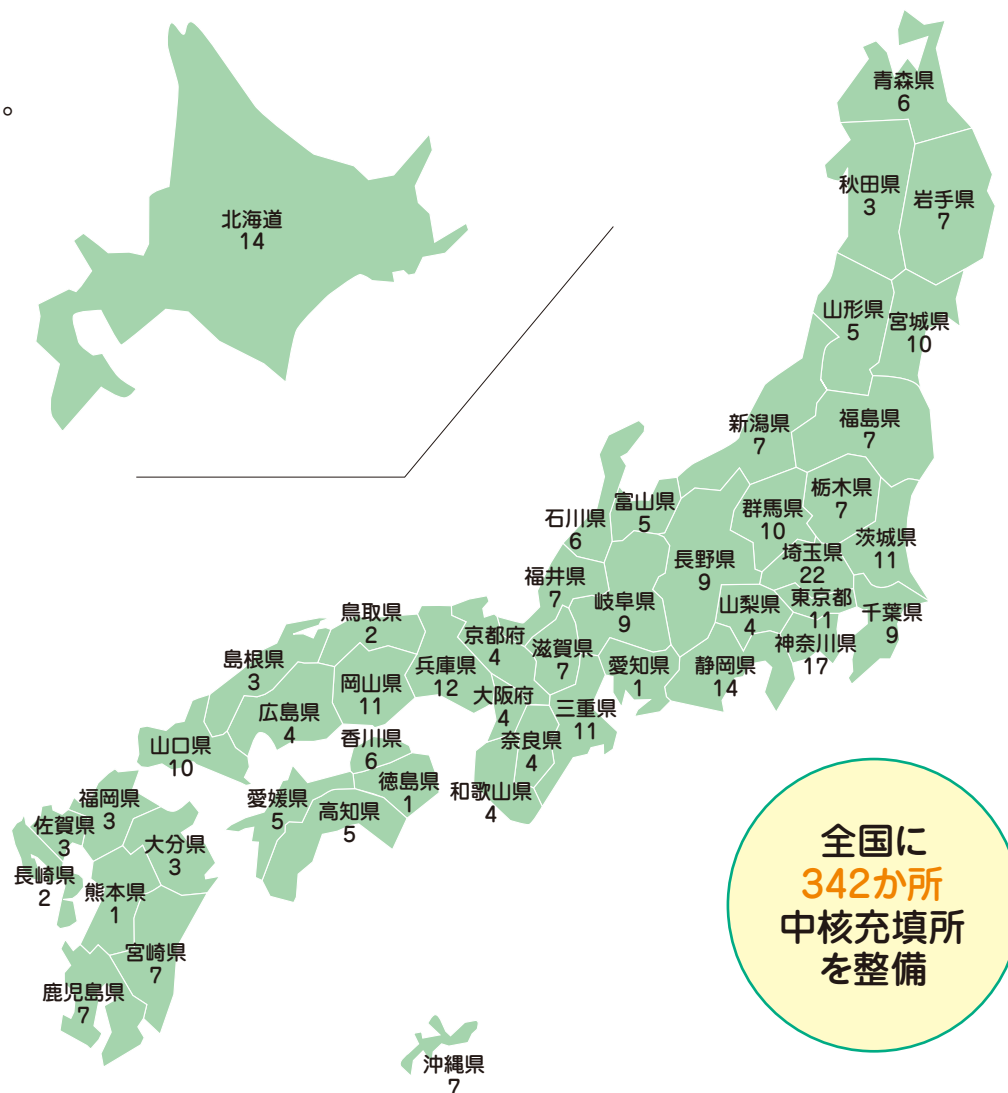 。
青森県
6
秋田県
3
岩手県
7
北海道
14
山形県
5
宮城県
10
新潟県
7
福島県
7
富山県
5
石川県
6
栃木県
7
群馬県
10
茨城県
11
長野県
9
埼玉県
22
福井県
7
岐阜県
9
山梨県
4
東京都
11
千葉県
9
神奈川県
17
鳥取県
2
京都府
4
滋賀県
7
愛知県
1
静岡県
14
島根県
3
兵庫県
12
岡山県
11
大阪府
4
三重県
11
広島県
4
奈良県
4
山口県
10
香川県
6
徳島県
1
和歌山県
4
愛媛県
5
高知県
5
福岡県
3
佐賀県
3
大分県
3
長崎県
2
熊本県
1
宮崎県
7
鹿児島県
7
沖縄県
7
全国に
342か所
中核充填所
を整備